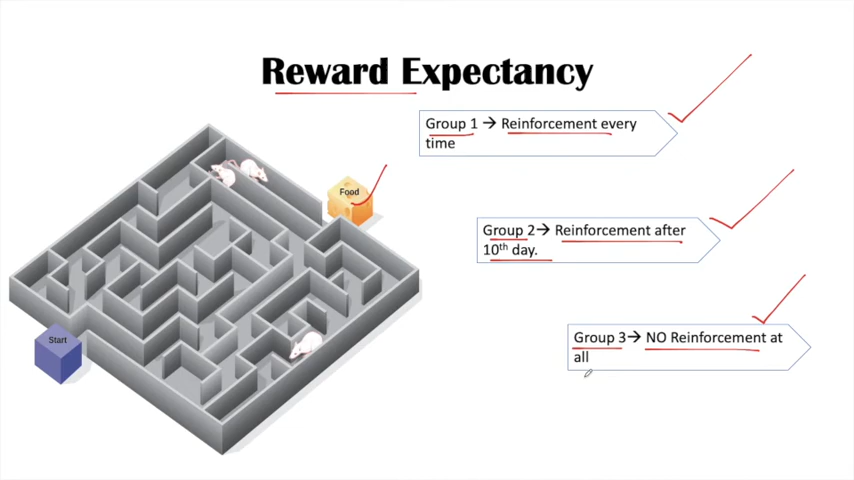 Reward Expectancy
Group 1 → Reinforcement every
time
Food
Group 2→ Reinforcement after
10th day.
Start
Group 3→ NO Reinforcement at
all